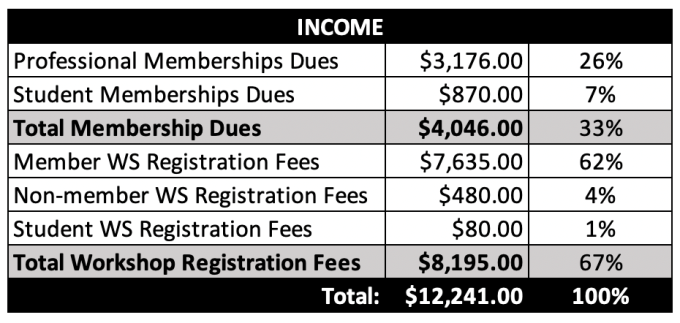 INCOME
Professional Memberships Dues $3,176.00 26%
Student Memberships Dues $870.00 7%
Total Membership Dues $4,046.00 33%
Member WS Registration Fees $7,635.00 62%
Non-member WS Registration Fees $480.00 4%
Student WS Registration Fees $80.00 1%
Total Workshop Registration Fees $8,195.00 67%
Total: $12,241.00 100%